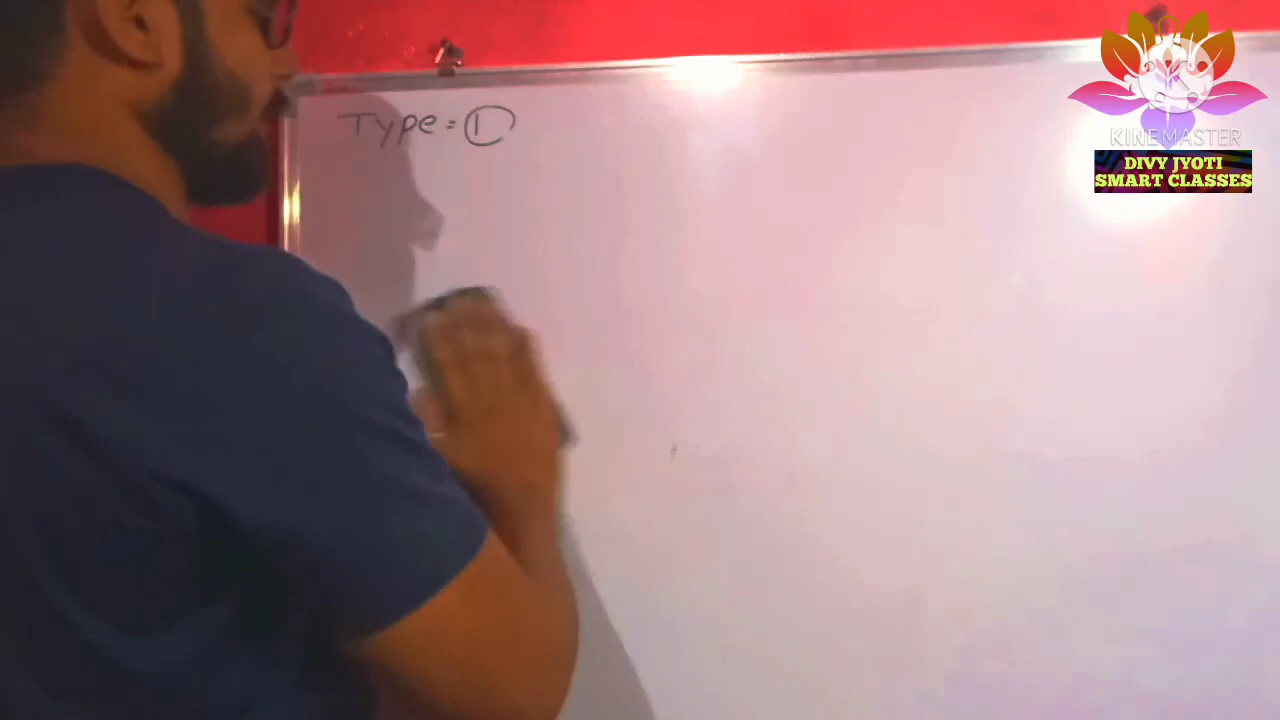 Type = ①
KINEMASTER
DIVY JYOTI
SMART CLASSES